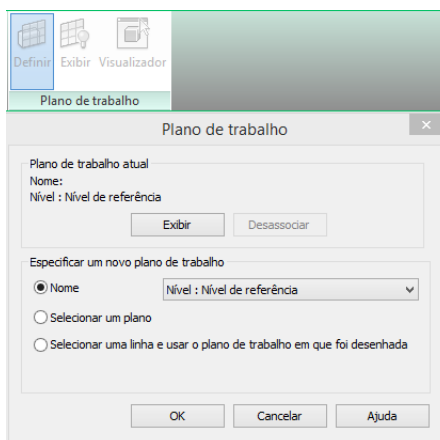 Definir Exibir Visualizador
Plano de trabalho
Plano de trabalho
Plano de trabalho atual
Nome:
Nível : Nível de referência
Exibir Desassociar
Especificar um novo plano de trabalho
Nome Nível : Nível de referência
Selecionar um plano
Selecionar uma linha e usar o plano de trabalho em que foi desenhada
OK Cancelar Ajuda